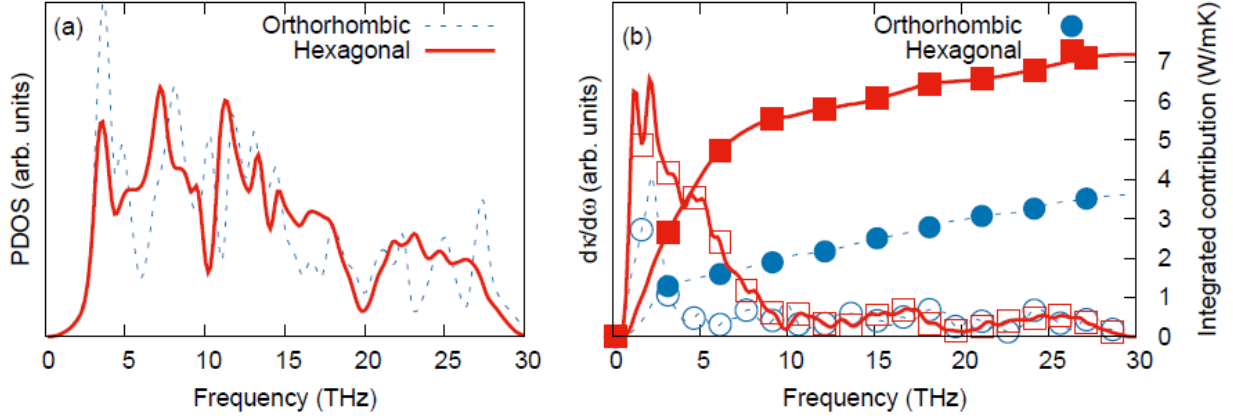 (a)
Orthorhombic
Hexagonal
PDOS (arb. units)
0 5 10 15 20 25 30
Frequency (THz)
(b)
Orthorhombic
Hexagonal
dκ/dω (arb. units)
0 5 10 15 20 25 30
Frequency (THz)
7
6
5
4
3
2
1
0
Integrated contribution (W/mK)